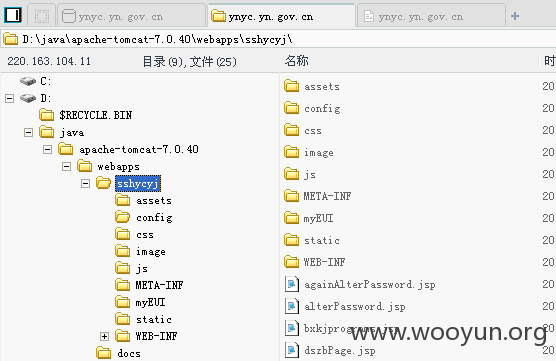 ynyc.yn.gov.cn ynyc.yn.gov.cn ynyc.yn.gov.cn +
D:\java\apache-tomcat-7.0.40\webapps\sshycyj\
220.163.104.11 目录(9),文件(25) 名称 时
C:
D:
$RECYCLE.BIN
java
apache-tomcat-7.0.40
webapps
sshycyj
assets
config
css
image
js
META-INF
myEUI
static
WEB-INF
docs
assets 20
config 20
css 20
image 20
js 20
META-INF 20
myEUI 20
static 20
WEB-INF 20
againAlterPassword.jsp 20
alterPassword.jsp 20
bxkjprograms.jsp 20
dszbPage.jsp 20
www.wooyun.org